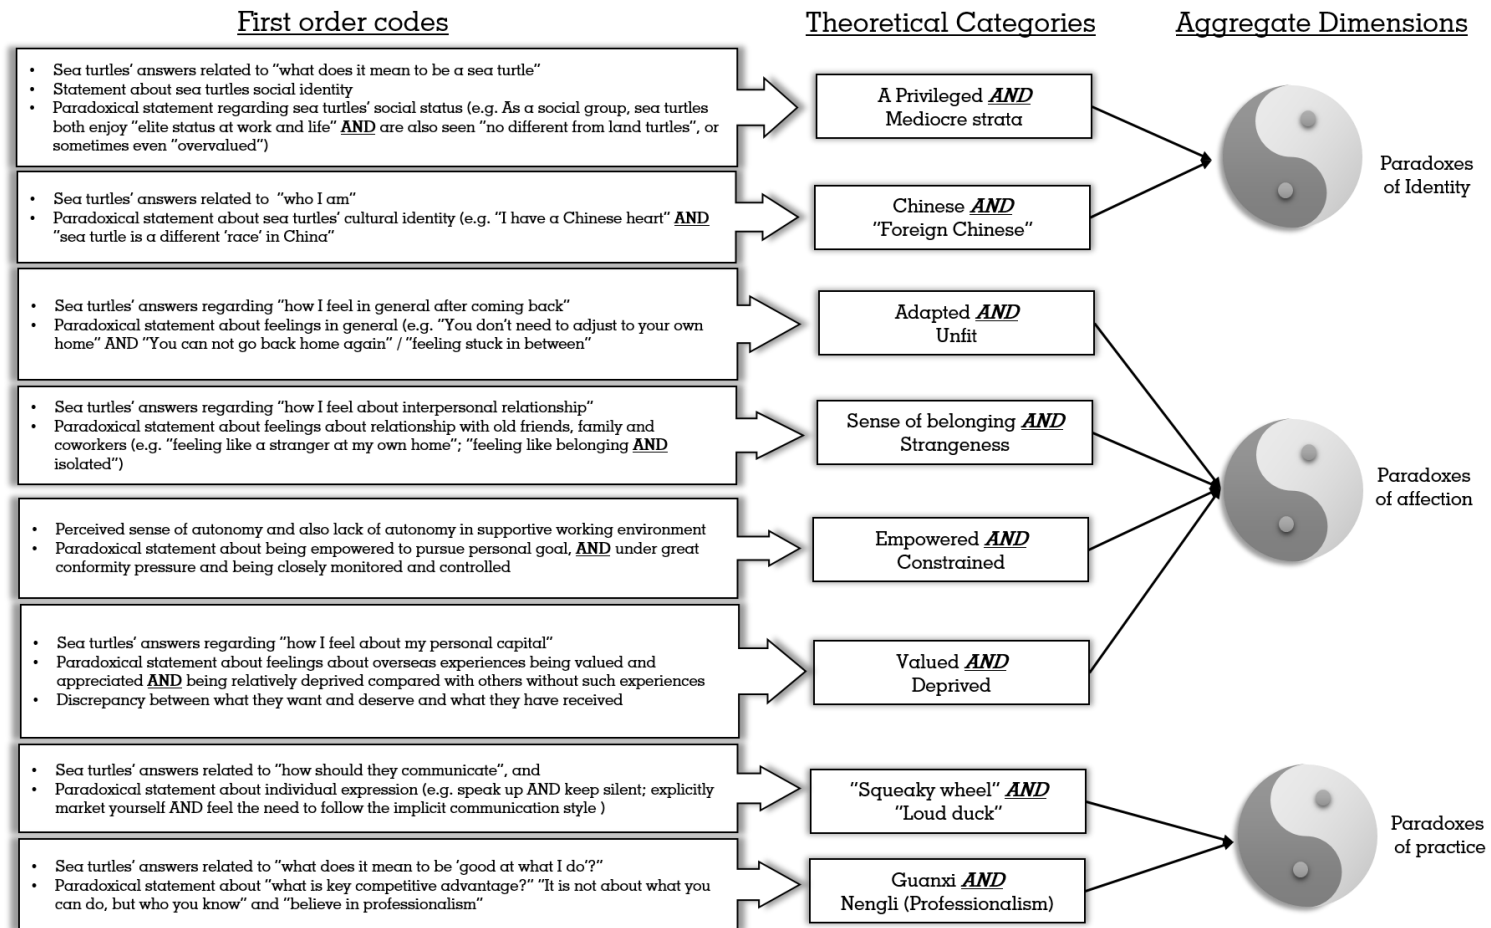 First order codes
Theoretical Categories
Aggregate Dimensions
• Sea turtles' answers related to "what does it mean to be a sea turtle"
• Statement about sea turtles social identity
• Paradoxical statement regarding sea turtles' social status (e.g. As a social group, sea turtles
both enjoy "elite status at work and life" AND are also seen "no different from land turtles", or
sometimes even "overvalued")
A Privileged AND
Mediocre strata
• Sea turtles' answers related to "who I am"
• Paradoxical statement about sea turtles' cultural identity (e.g. "I have a Chinese heart" AND
"sea turtle is a different 'race' in China"
Chinese AND
"Foreign Chinese"
Paradoxes
of Identity
• Sea turtles' answers regarding "how I feel in general after coming back"
• Paradoxical statement about feelings in general (e.g. "You don't need to adjust to your own
home" AND "You can not go back home again" / "feeling stuck in between"
Adapted AND
Unfit
• Sea turtles' answers regarding "how I feel about interpersonal relationship"
• Paradoxical statement about feelings about relationship with old friends, family and
coworkers (e.g. "feeling like a stranger at my own home"; "feeling like belonging AND
isolated")
Sense of belonging AND
Strangeness
• Perceived sense of autonomy and also lack of autonomy in supportive working environment
• Paradoxical statement about being empowered to pursue personal goal, AND under great
conformity pressure and being closely monitored and controlled
Empowered AND
Constrained
• Sea turtles' answers regarding "how I feel about my personal capital"
• Paradoxical statement about feelings about overseas experiences being valued and
appreciated AND being relatively deprived compared with others without such experiences
• Discrepancy between what they want and deserve and what they have received
Valued AND
Deprived
Paradoxes
of affection
• Sea turtles' answers related to "how should they communicate", and
• Paradoxical statement about individual expression (e.g. speak up AND keep silent; explicitly
market yourself AND feel the need to follow the implicit communication style )
"Squeaky wheel" AND
"Loud duck"
• Sea turtles' answers related to "what does it mean to be 'good at what I do'?"
• Paradoxical statement about "what is key competitive advantage?" "It is not about what you
can do, but who you know" and "believe in professionalism"
Guanxi AND
Nengli (Professionalism)
Paradoxes
of practice